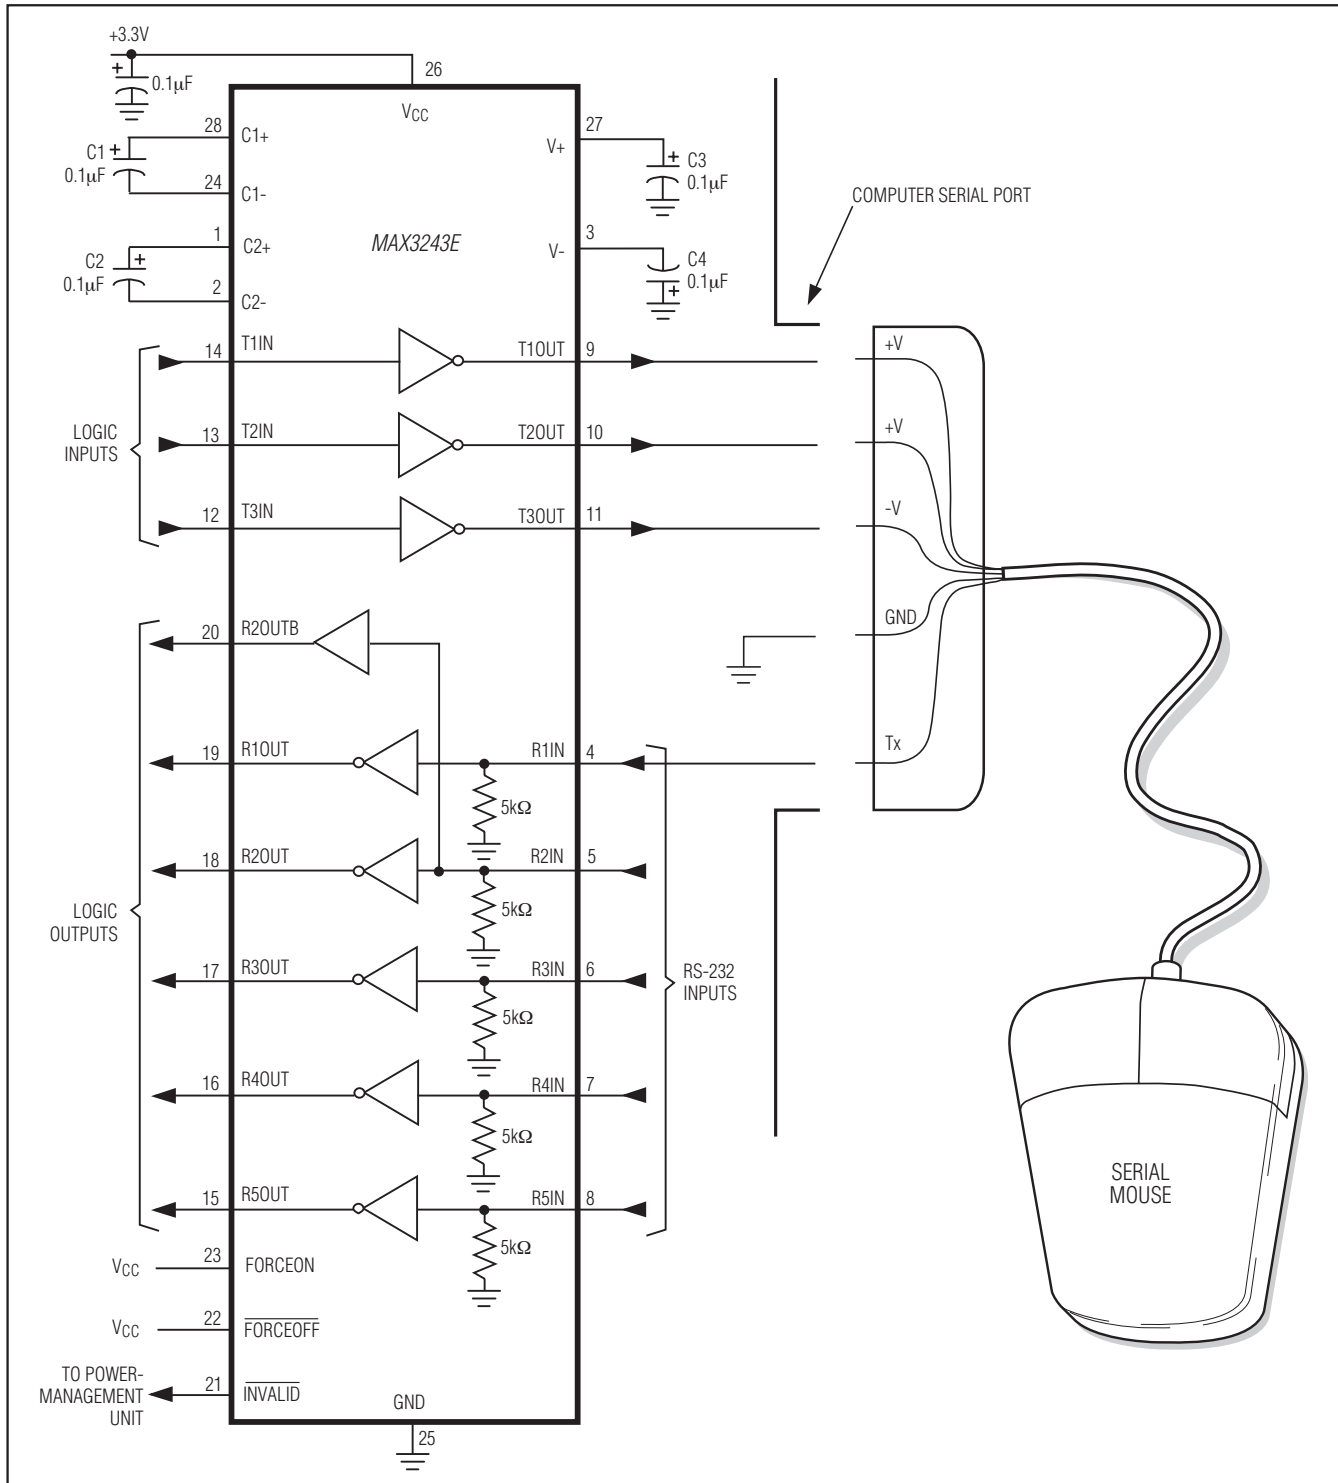 +3.3V
+
0.1μF
26
VCC
28
C1+
C1
+
0.1μF
24
C1-
27
V+
+
C3
0.1μF
COMPUTER SERIAL PORT
1
C2+
C2
+
0.1μF
2
C2-
MAX3243E
3
V-
C4
0.1μF
+
LOGIC
INPUTS
14
T1IN
T1OUT
9
+V
13
T2IN
T2OUT
10
+V
12
T3IN
T3OUT
11
-V
GND
Tx
LOGIC
OUTPUTS
20
R2OUTB
19
R1OUT
R1IN
4
5kΩ
18
R2OUT
R2IN
5
5kΩ
17
R3OUT
R3IN
6
5kΩ
RS-232
INPUTS
16
R4OUT
R4IN
7
5kΩ
15
R5OUT
R5IN
8
5kΩ
SERIAL
MOUSE
VCC
23
FORCEON
VCC
22
FORCEOFF
TO POWER-
MANAGEMENT
UNIT
21
INVALID
GND
25